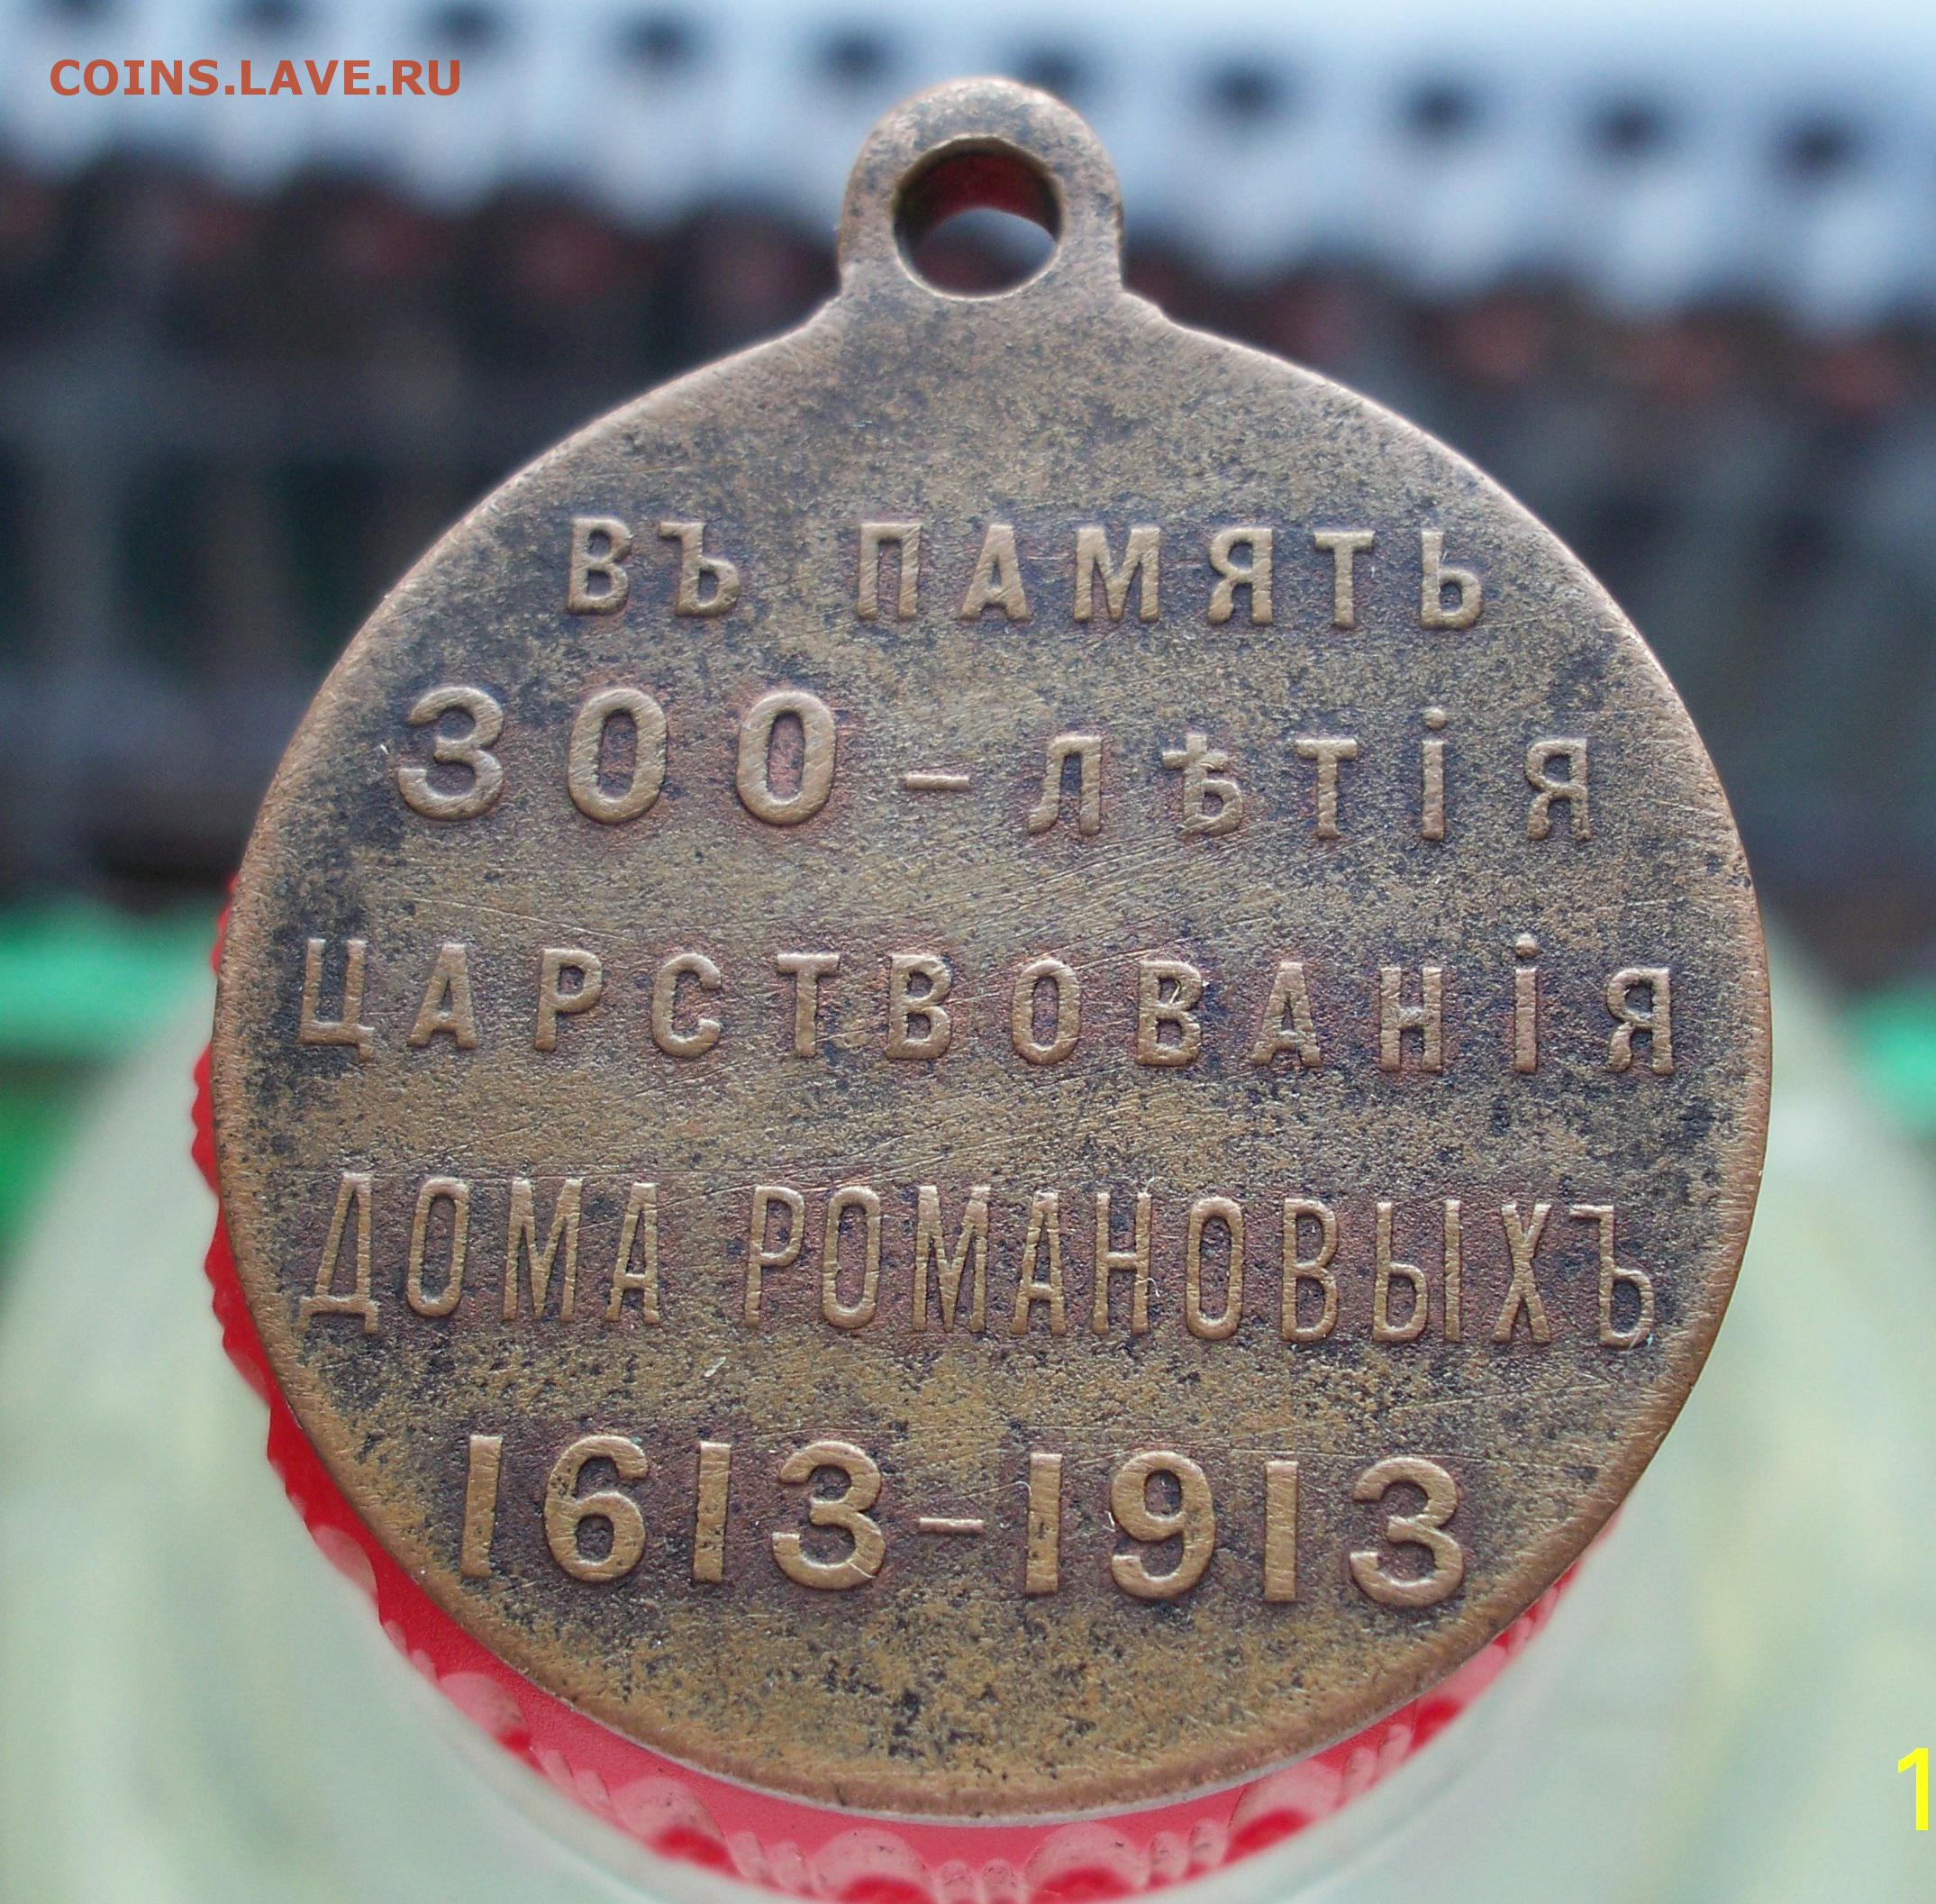 COINS.LAVE.RU
ВЪ ПАМЯТЬ
300-лѣтія
ЦАРСТВОВАНІЯ
ДОМА РОМАНОВЫХЪ
1613-1913
1